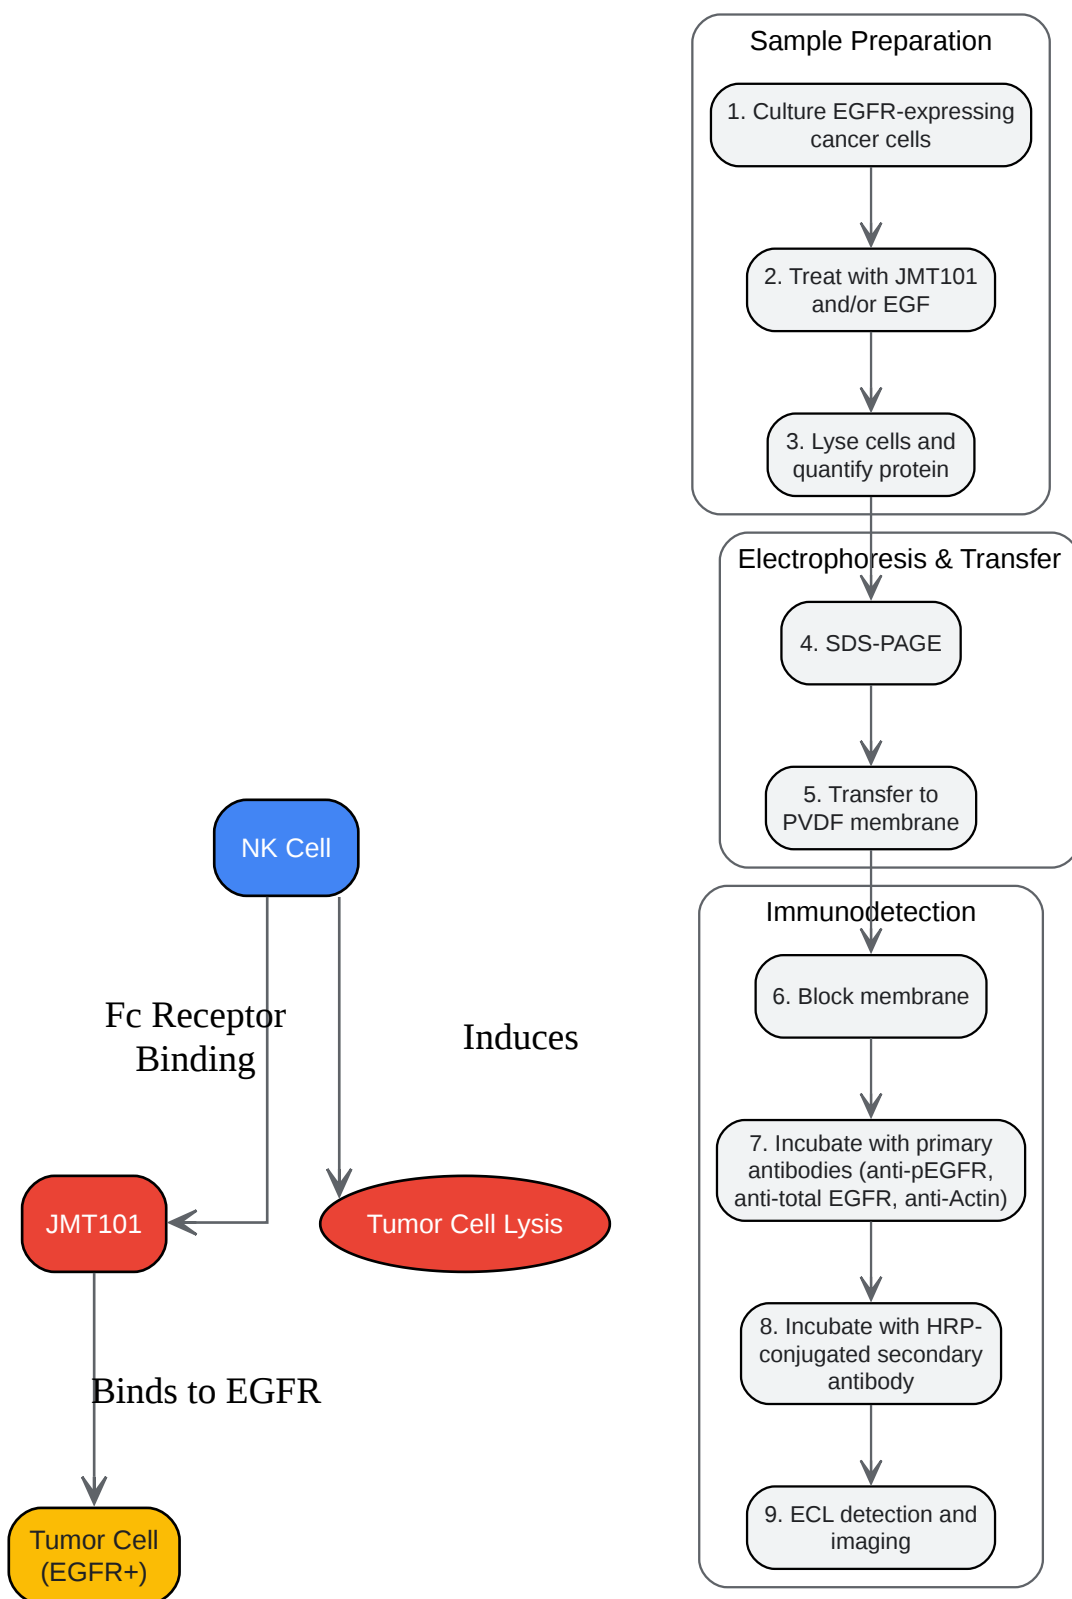 Sample Preparation
1. Culture EGFR-expressing
cancer cells
2. Treat with JMT101
and/or EGF
3. Lyse cells and
quantify protein
Electrophoresis & Transfer
4. SDS-PAGE
5. Transfer to
PVDF membrane
Immunodetection
6. Block membrane
7. Incubate with primary
antibodies (anti-pEGFR,
anti-total EGFR, anti-Actin)
8. Incubate with HRP-
conjugated secondary
antibody
9. ECL detection and
imaging
NK Cell
Fc Receptor
Binding
Induces
JMT101
Tumor Cell Lysis
Binds to EGFR
Tumor Cell
(EGFR+)